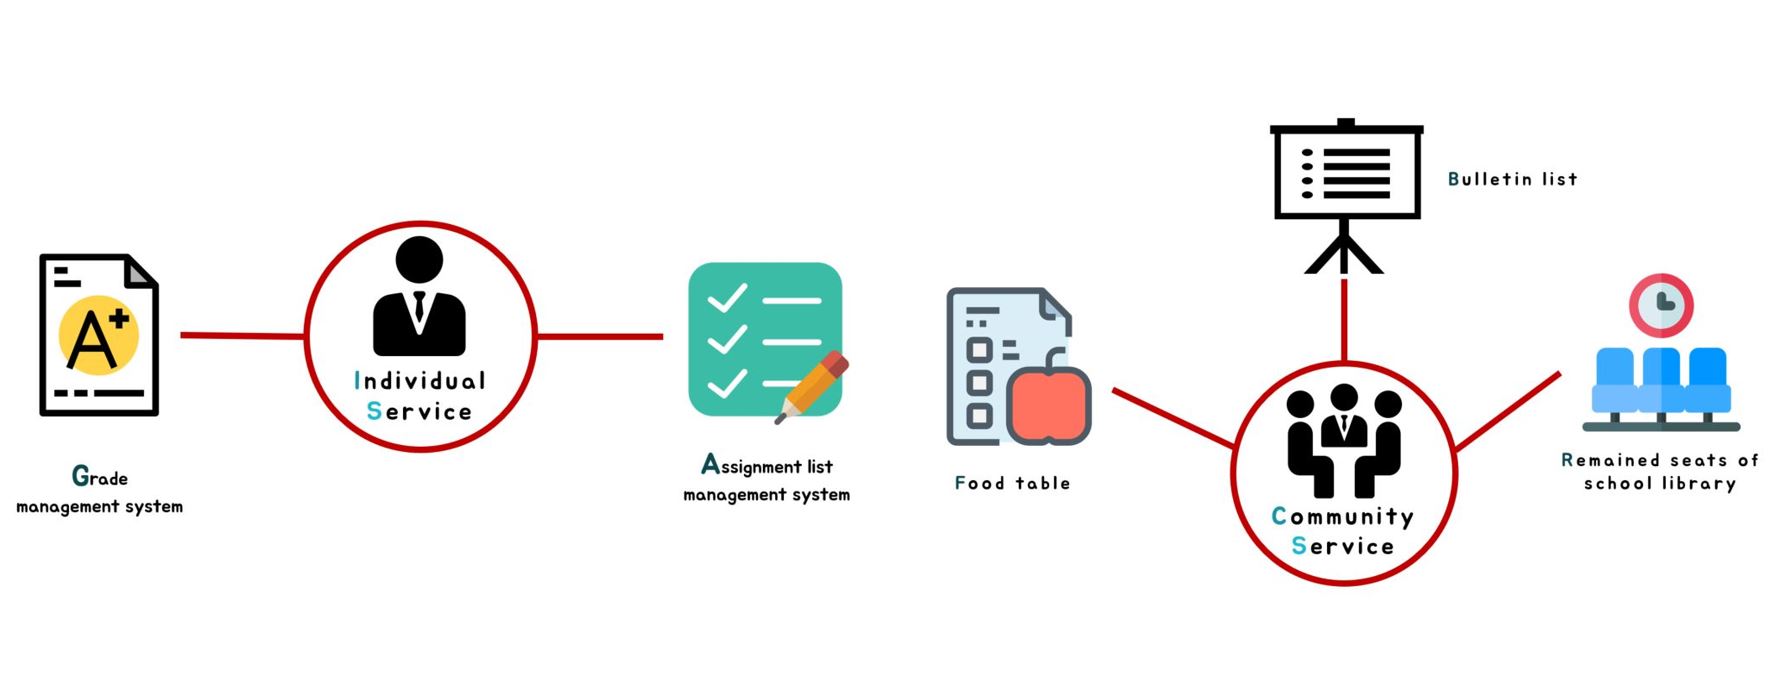 A+
Grade
management system
Individual
Service
Assignment list
management system
Food table
Bulletin list
Community
Service
Remained seats of
school library